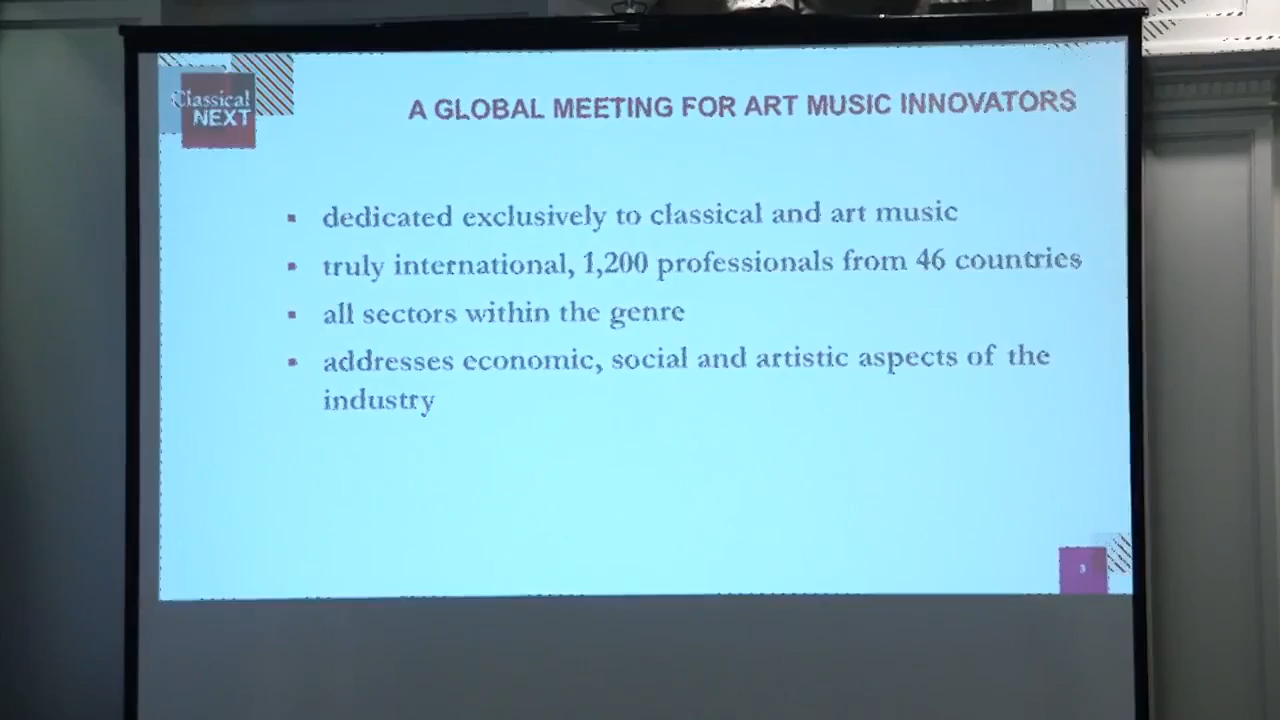 Classical
NEXT
A GLOBAL MEETING FOR ART MUSIC INNOVATORS
▪ dedicated exclusively to classical and art music
▪ truly international, 1,200 professionals from 46 countries
▪ all sectors within the genre
▪ addresses economic, social and artistic aspects of the
industry
3